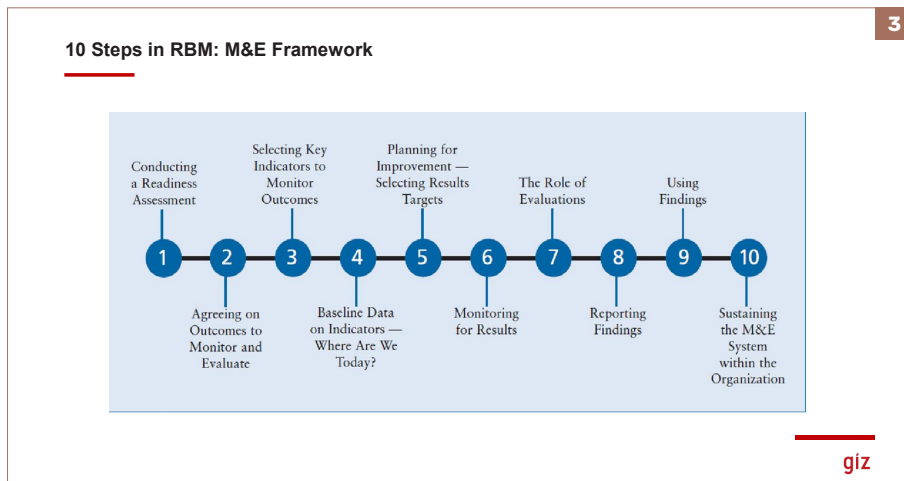 3
10 Steps in RBM: M&E Framework
Conducting
a Readiness
Assessment
Selecting Key
Indicators to
Monitor
Outcomes
Planning for
Improvement —
Selecting Results
Targets
The Role of
Evaluations
Using
Findings
1 2 3 4 5 6 7 8 9 10
Agreeing on
Outcomes to
Monitor and
Evaluate
Baseline Data
on Indicators —
Where Are We
Today?
Monitoring
for Results
Reporting
Findings
Sustaining
the M&E
System
within the
Organization
giz